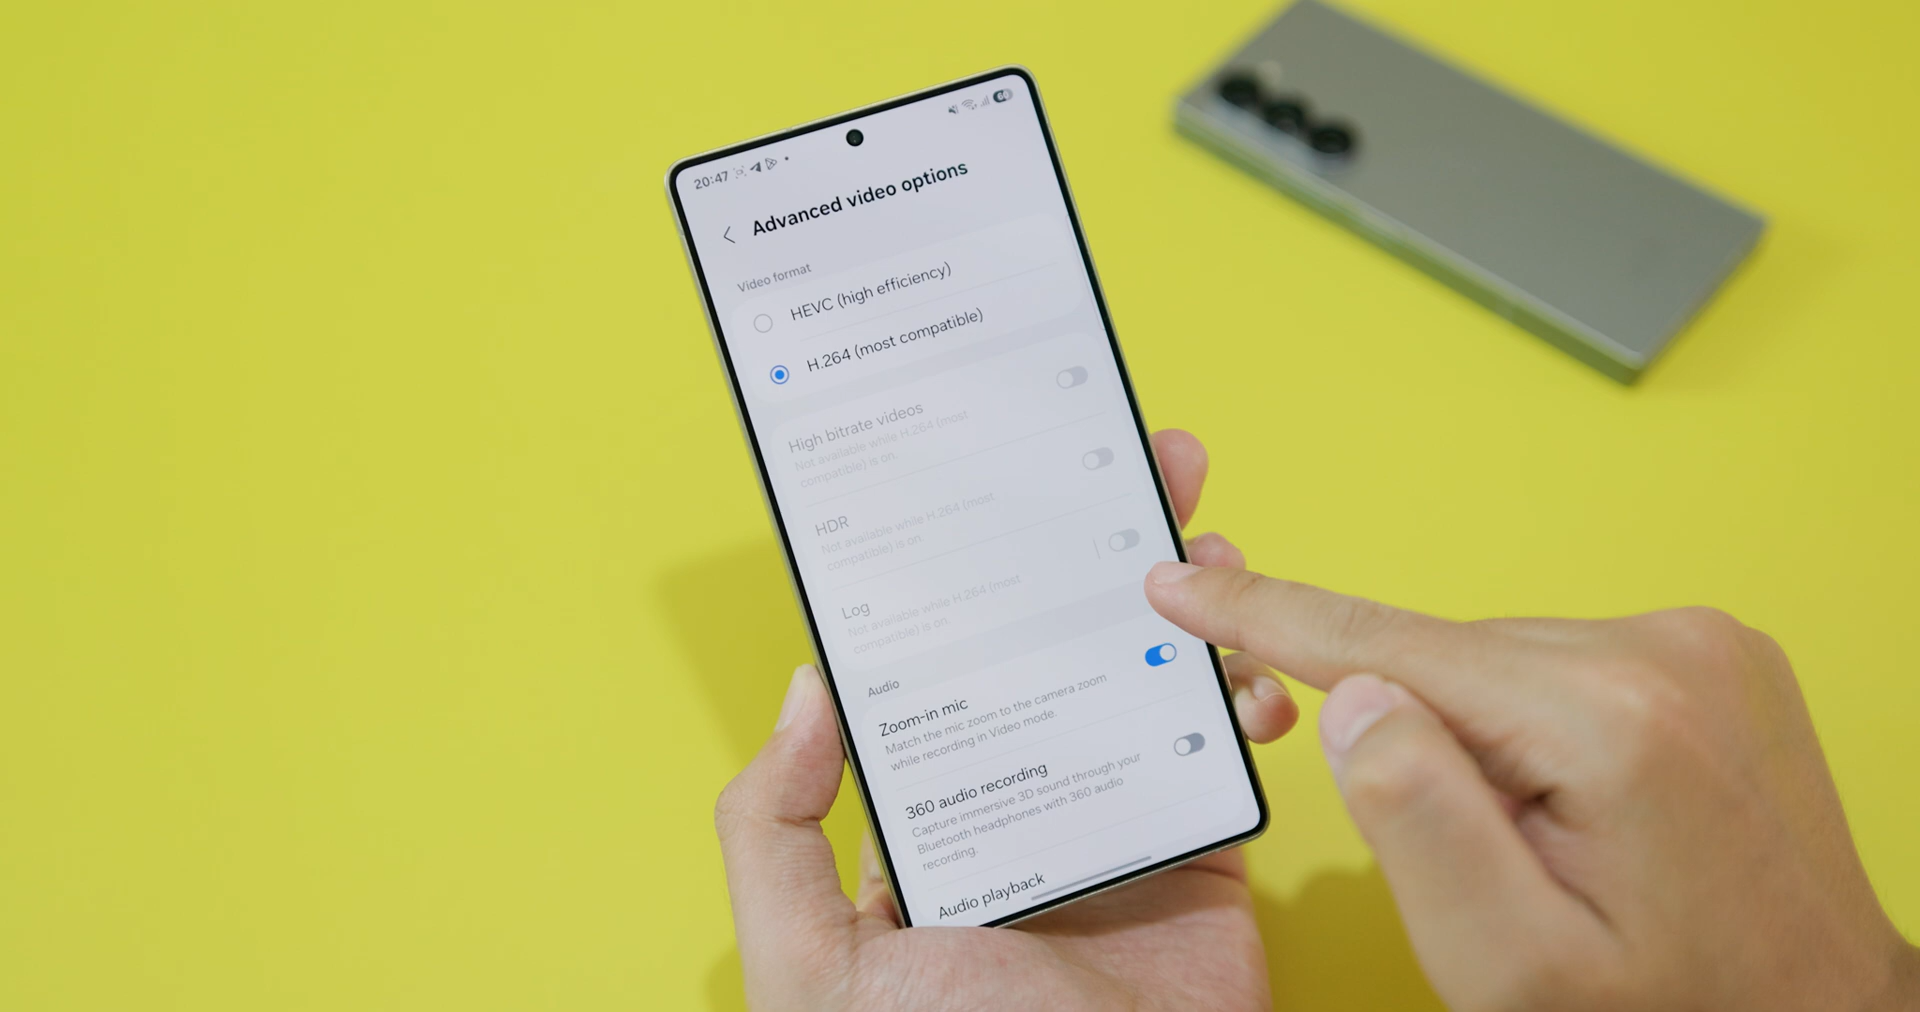 20:47
Advanced video options
Video format
HEVC (high efficiency)
H.264 (most compatible)
High bitrate videos
Not available while H.264 (most
compatible) is on.
HDR
Not available while H.264 (most
compatible) is on.
Log
Not available while H.264 (most
compatible) is on.
Audio
Zoom-in mic
Match the mic zoom to the camera zoom
while recording in Video mode.
360 audio recording
Capture immersive 3D sound through your
Bluetooth headphones with 360 audio
recording.
Audio playback